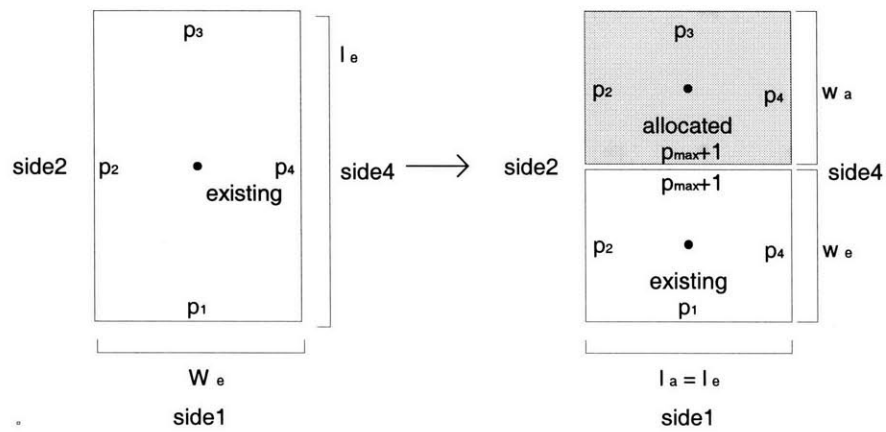 p3
l e
side2
p2
p4
existing
side4
p1
W e
side1
p3
p2
p4
allocated
pmax+1
w a
side2
pmax+1
side4
p2
p4
w e
existing
p1
l a = l e
side1